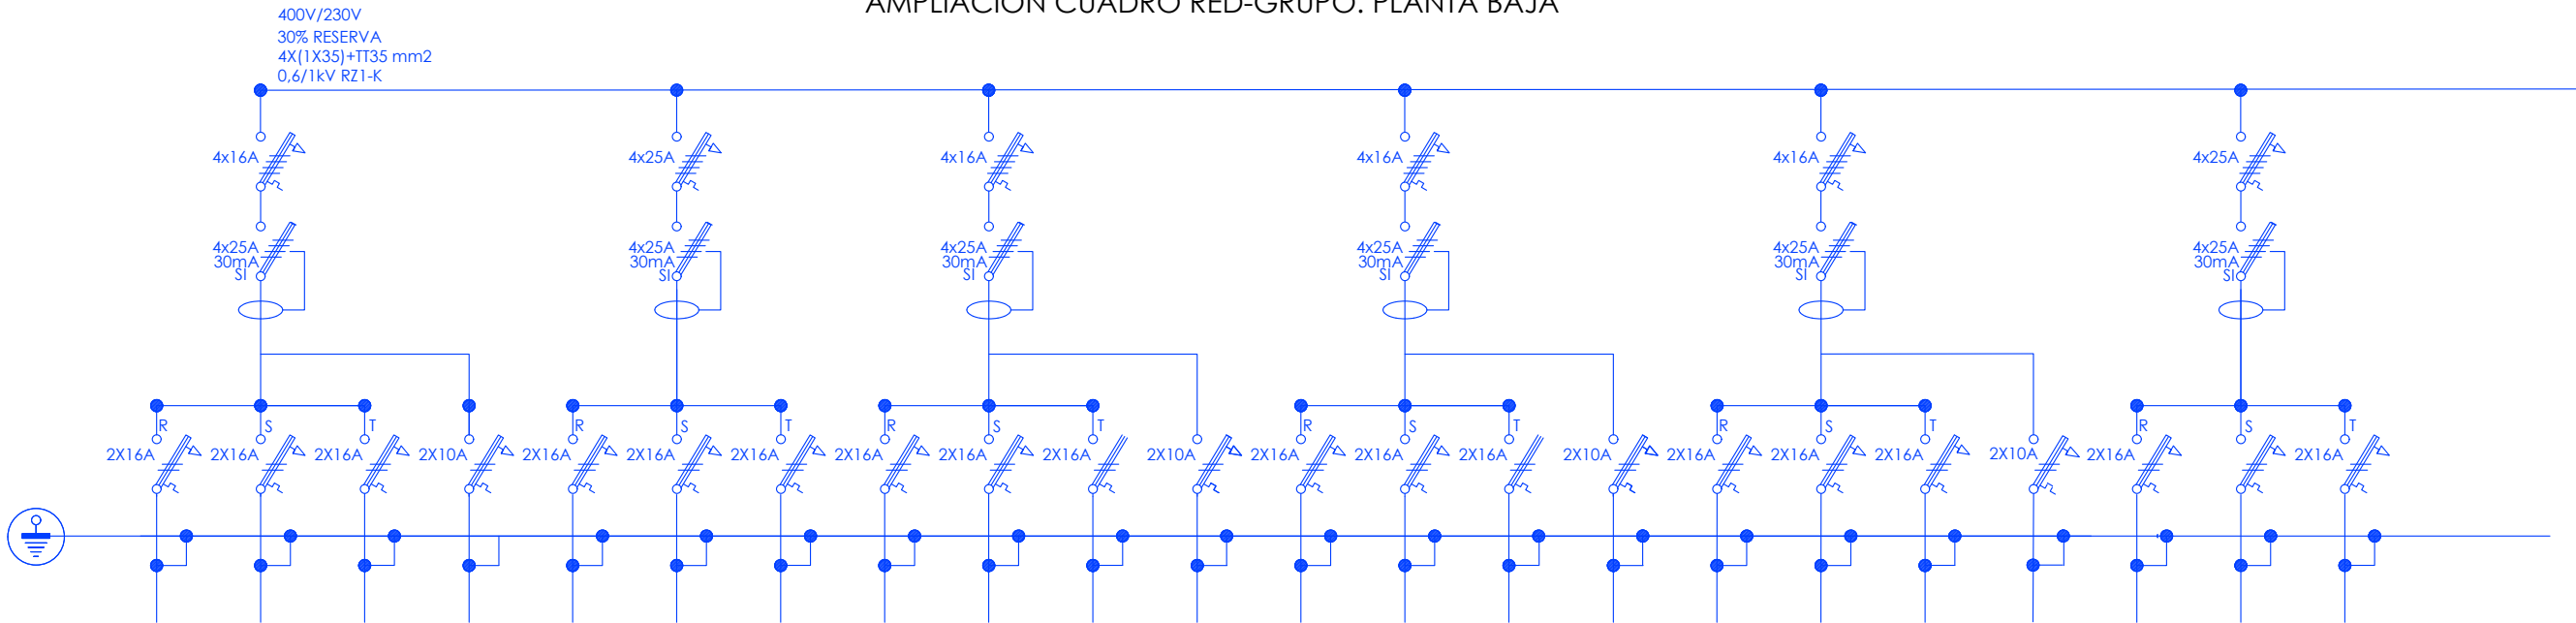 AMPLIACION CUADRO RED-GRUPO. PLANTA BAJA
400V/230V
30% RESERVA
4X(1X35)+TT35 mm2
0,6/1kV RZ1-K
4x16A
4x25A
4x16A
4x16A
4x16A
4x25A
4x25A
30mA
SI
4x25A
30mA
SI
4x25A
30mA
SI
4x25A
30mA
SI
4x25A
30mA
SI
4x25A
30mA
SI
R
S
T
R
S
T
R
S
T
R
S
T
R
S
T
R
S
T
2X16A
2X16A
2X16A
2X10A
2X16A
2X16A
2X16A
2X16A
2X16A
2X16A
2X10A
2X16A
2X16A
2X16A
2X10A
2X16A
2X16A
2X16A
2X10A
2X16A
2X16A